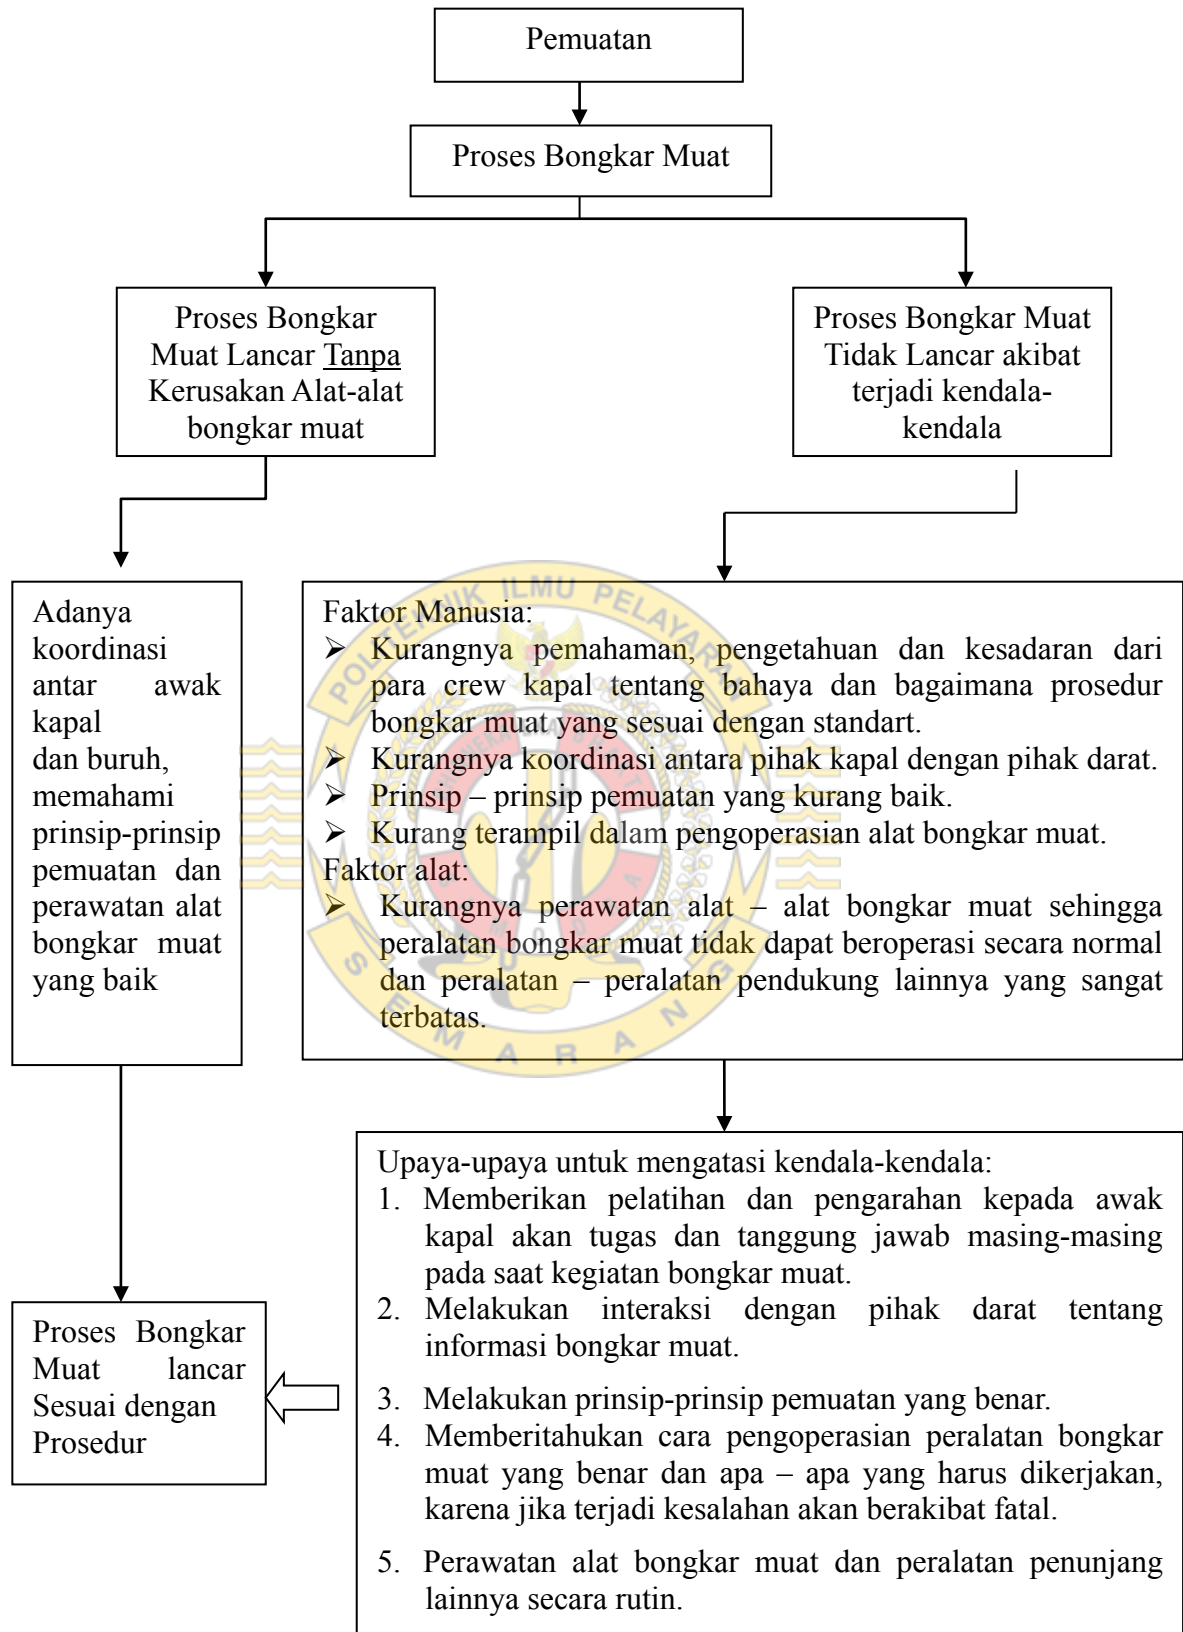 Pemuatan
Proses Bongkar Muat
Proses Bongkar
Muat Lancar Tanpa
Kerusakan Alat-alat
bongkar muat
Proses Bongkar Muat
Tidak Lancar akibat
terjadi kendala-
kendala
Adanya
koordinasi
antar awak
kapal
dan buruh,
memahami
prinsip-prinsip
pemuatan dan
perawatan alat
bongkar muat
yang baik
Faktor Manusia:
➢ Kurangnya pemahaman, pengetahuan dan kesadaran dari
para crew kapal tentang bahaya dan bagaimana prosedur
bongkar muat yang sesuai dengan standart.
➢ Kurangnya koordinasi antara pihak kapal dengan pihak darat.
➢ Prinsip – prinsip pemuatan yang kurang baik.
➢ Kurang terampil dalam pengoperasian alat bongkar muat.
Faktor alat:
➢ Kurangnya perawatan alat – alat bongkar muat sehingga
peralatan bongkar muat tidak dapat beroperasi secara normal
dan peralatan – peralatan pendukung lainnya yang sangat
terbatas.
POLITEKNIK ILMU PELAYARAN
SEMARANG
Upaya-upaya untuk mengatasi kendala-kendala:
1. Memberikan pelatihan dan pengarahan kepada awak
kapal akan tugas dan tanggung jawab masing-masing
pada saat kegiatan bongkar muat.
2. Melakukan interaksi dengan pihak darat tentang
informasi bongkar muat.
3. Melakukan prinsip-prinsip pemuatan yang benar.
4. Memberitahukan cara pengoperasian peralatan bongkar
muat yang benar dan apa – apa yang harus dikerjakan,
karena jika terjadi kesalahan akan berakibat fatal.
5. Perawatan alat bongkar muat dan peralatan penunjang
lainnya secara rutin.
Proses Bongkar
Muat lancar
Sesuai dengan
Prosedur